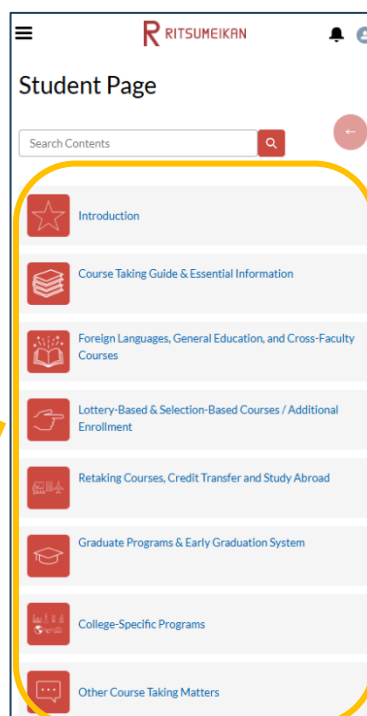 RITSUMEIKAN
Student Page
Search Contents
Introduction
Course Taking Guide & Essential Information
Foreign Languages, General Education, and Cross-Faculty
Courses
Lottery-Based & Selection-Based Courses / Additional
Enrollment
Retaking Courses, Credit Transfer and Study Abroad
Graduate Programs & Early Graduation System
College-Specific Programs
Other Course Taking Matters